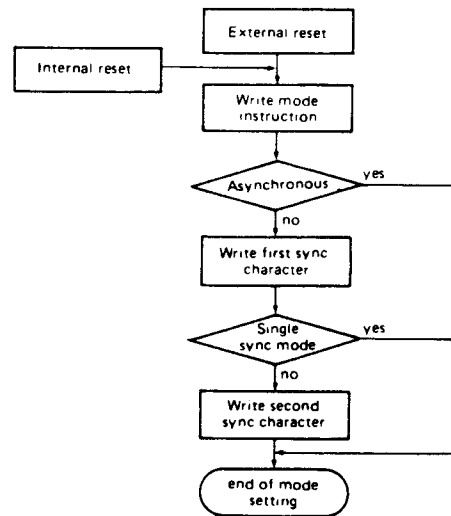 External reset
Internal reset
Write mode
instruction
Asynchronous
yes
no
Write first sync
character
Single
sync mode
yes
no
Write second
sync character
end of mode
setting